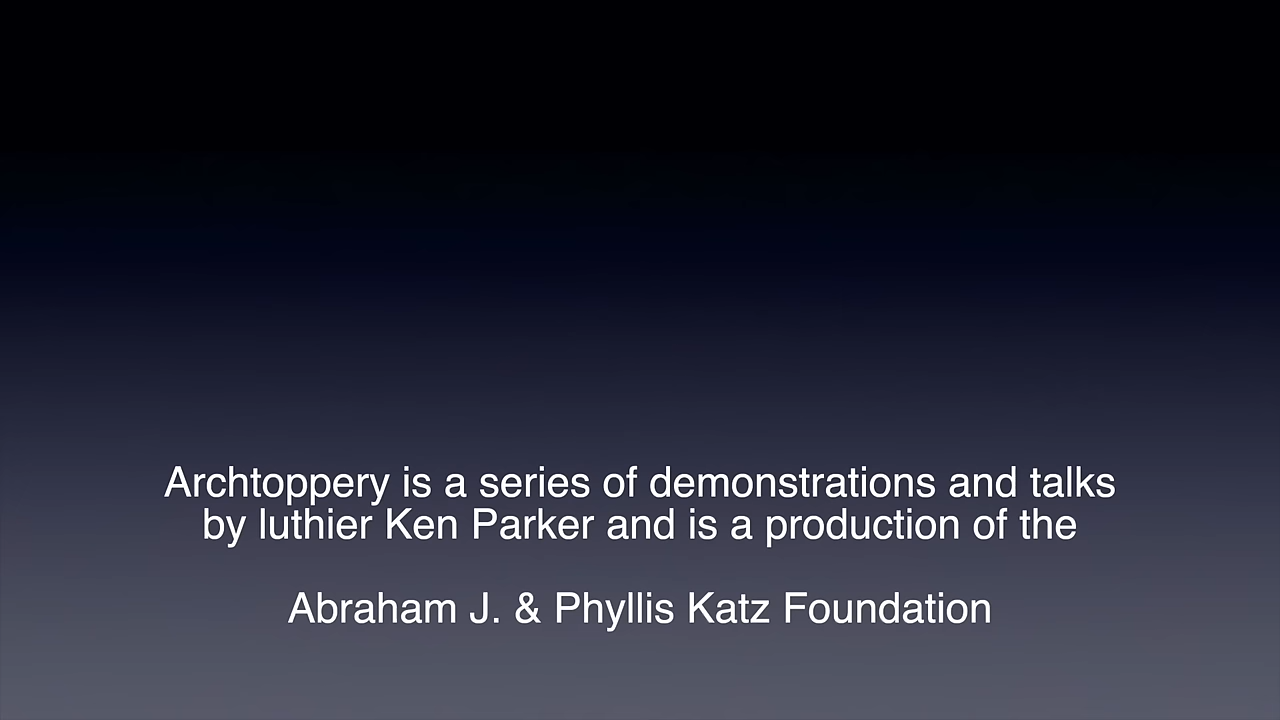 Archtoppery is a series of demonstrations and talks
by luthier Ken Parker and is a production of the
Abraham J. & Phyllis Katz Foundation